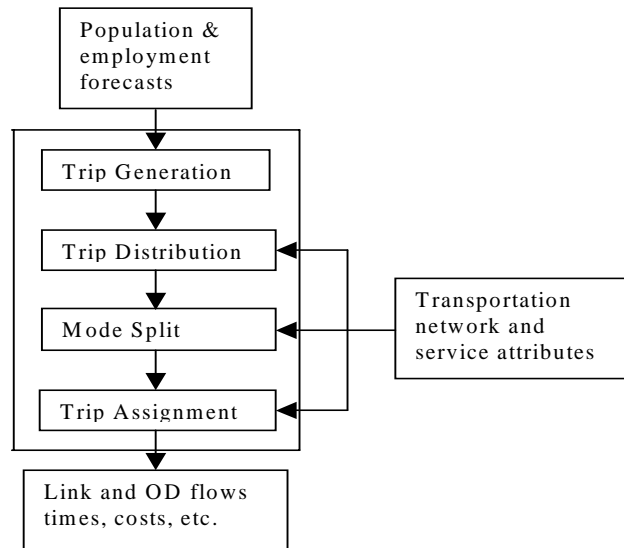 Population &
employment
forecasts
Trip Generation
Trip Distribution
Mode Split
Trip Assignment
Transportation
network and
service attributes
Link and OD flows
times, costs, etc.